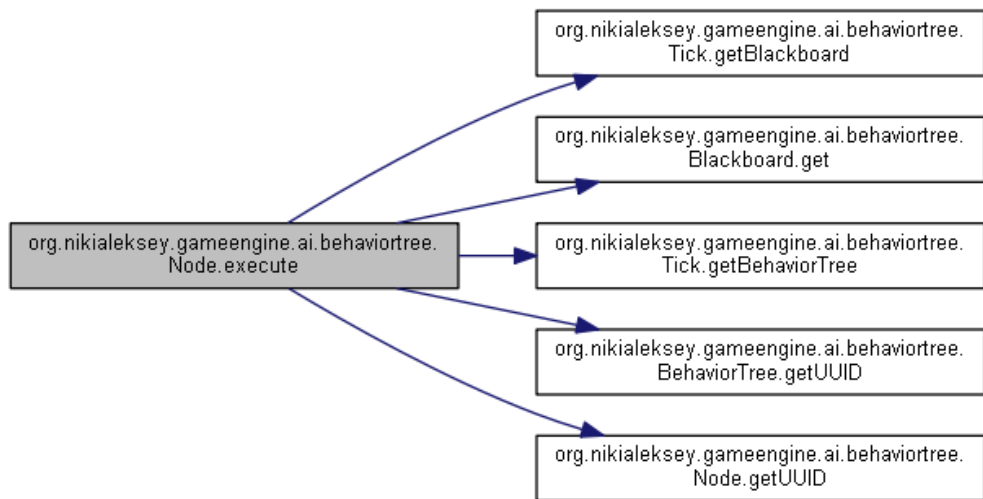 org.nikialeksey.gameengine.ai.behaviortree.
Tick.getBlackboard
org.nikialeksey.gameengine.ai.behaviortree.
Blackboard.get
org.nikialeksey.gameengine.ai.behaviortree.
Node.execute
org.nikialeksey.gameengine.ai.behaviortree.
Tick.getBehaviorTree
org.nikialeksey.gameengine.ai.behaviortree.
BehaviorTree.getUUID
org.nikialeksey.gameengine.ai.behaviortree.
Node.getUUID